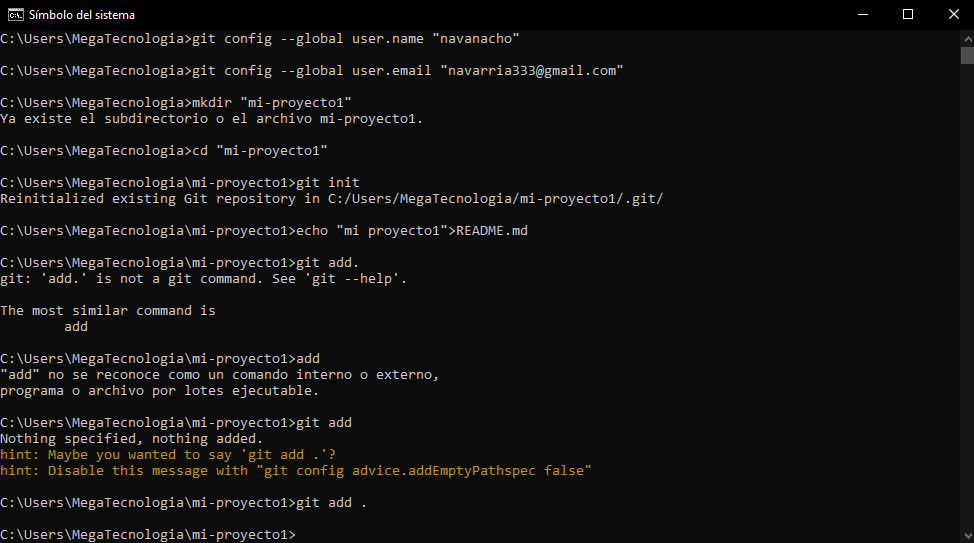 Símbolo del sistema
C:\Users\MegaTecnologia>git config --global user.name "navanacho"
C:\Users\MegaTecnologia>git config --global user.email "navarria333@gmail.com"
C:\Users\MegaTecnologia>mkdir "mi-proyecto1"
Ya existe el subdirectorio o el archivo mi-proyecto1.
C:\Users\MegaTecnologia>cd "mi-proyecto1"
C:\Users\MegaTecnologia\mi-proyecto1>git init
Reinitialized existing Git repository in C:/Users/MegaTecnologia/mi-proyecto1/.git/
C:\Users\MegaTecnologia\mi-proyecto1>echo "mi proyecto1">README.md
C:\Users\MegaTecnologia\mi-proyecto1>git add.
git: 'add.' is not a git command. See 'git --help'.
The most similar command is
add
C:\Users\MegaTecnologia\mi-proyecto1>add
"add" no se reconoce como un comando interno o externo,
programa o archivo por lotes ejecutable.
C:\Users\MegaTecnologia\mi-proyecto1>git add
Nothing specified, nothing added.
hint: Maybe you wanted to say 'git add .'?
hint: Disable this message with "git config advice.addEmptyPathspec false"
C:\Users\MegaTecnologia\mi-proyecto1>git add .
C:\Users\MegaTecnologia\mi-proyecto1>